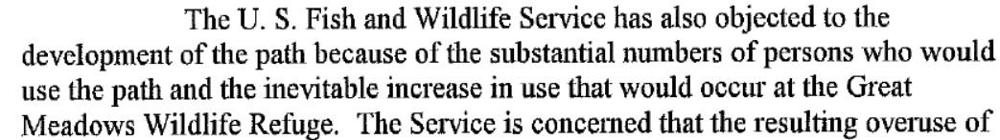 The U. S. Fish and Wildlife Service has also objected to the
development of the path because of the substantial numbers of persons who would
use the path and the inevitable increase in use that would occur at the Great
Meadows Wildlife Refuge. The Service is concerned that the resulting overuse of